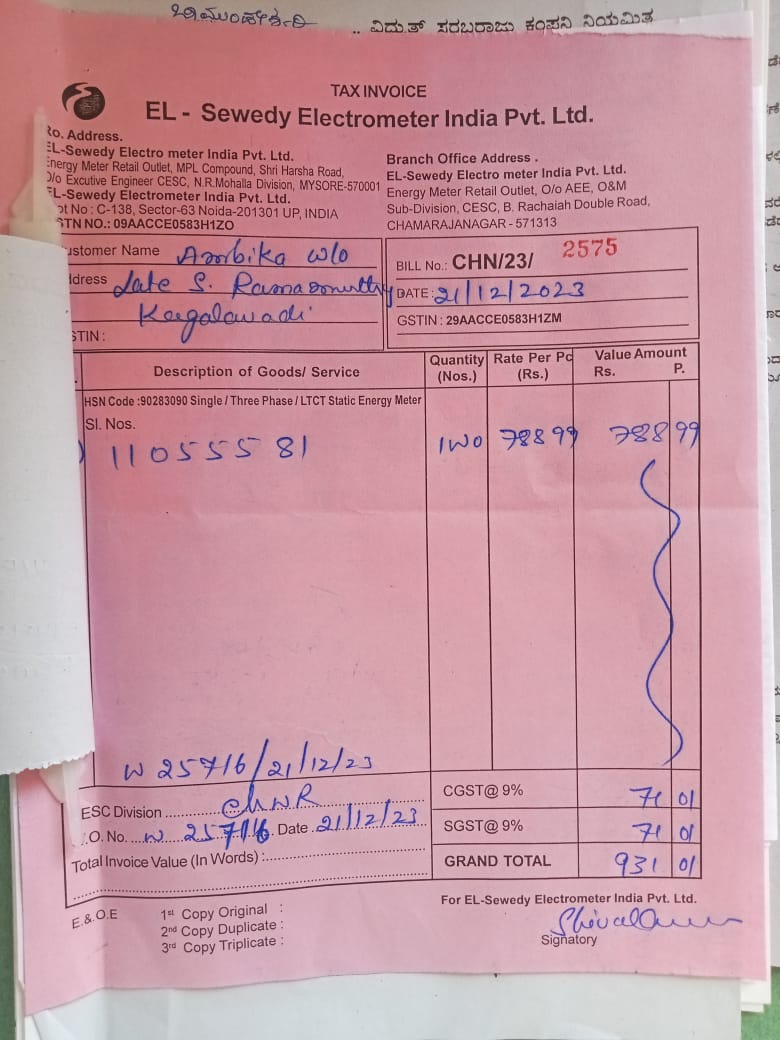 ವಿದ್ಯುತ್ ಸರಬರಾಜು ಕಂಪನಿ ನಿಯಮಿತ
TAX INVOICE
EL - Sewedy Electrometer India Pvt. Ltd.
Ro. Address.
EL-Sewedy Electro meter India Pvt. Ltd.
Energy Meter Retail Outlet, MPL Compound, Shri Harsha Road,
O/o Excutive Engineer CESC, N.R.Mohalla Division, MYSORE-570001
EL-Sewedy Electrometer India Pvt. Ltd.
ot No : C-138, Sector-63 Noida-201301 UP, INDIA
STN NO.: 09AACCE0583H1ZO
Branch Office Address .
EL-Sewedy Electro meter India Pvt. Ltd.
Energy Meter Retail Outlet, O/o AEE, O&M
Sub-Division, CESC, B. Rachaiah Double Road,
CHAMARAJANAGAR - 571313
ustomer Name Ambika w/o
ddress Late S. Ramamurthy
Kagalawadi
STIN :
BILL No.: CHN/23/ 2575
DATE : 21/12/2023
GSTIN : 29AACCE0583H1ZM
Description of Goods/ Service Quantity (Nos.) Rate Per Pc (Rs.) Value Amount Rs. P.
HSN Code :90283090 Single / Three Phase / LTCT Static Energy Meter
Sl. Nos.
11055581 1 NO 788 99 788 99
W 25716/21/12/23
CGST@ 9% 71 01
ESC Division ChNR
.O. No. W 25716 Date 21/12/23 SGST@ 9% 71 01
Total Invoice Value (In Words) : GRAND TOTAL 931 01
For EL-Sewedy Electrometer India Pvt. Ltd.
E.&.O.E 1st Copy Original :
2nd Copy Duplicate :
3rd Copy Triplicate :
Signatory